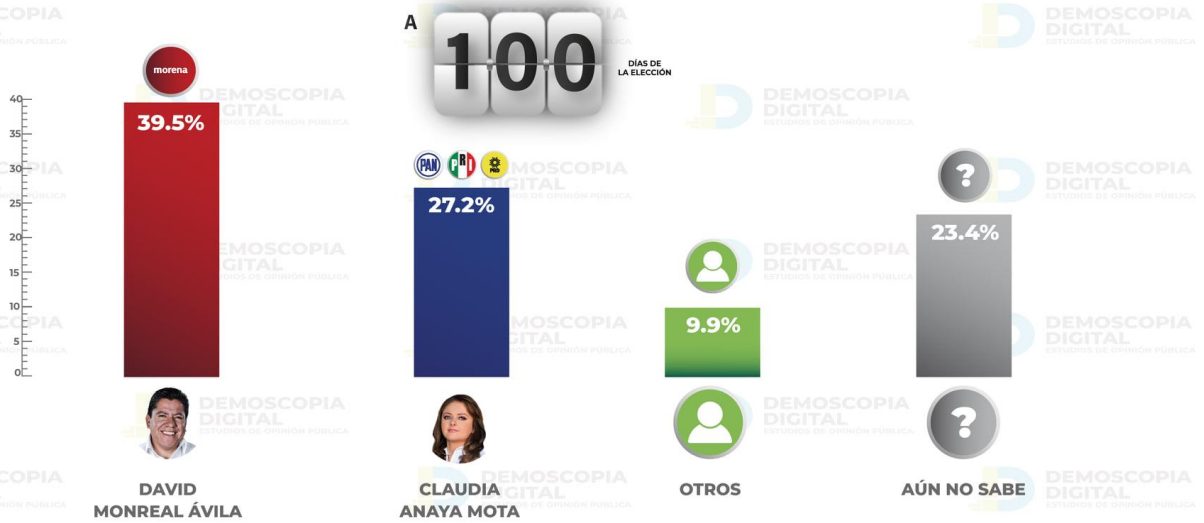 A
100
DÍAS DE
LA ELECCIÓN
morena
PAN PRI PRD
40
35
30
25
20
15
10
5
0
39.5%
27.2%
9.9%
?
23.4%
?
DAVID
MONREAL ÁVILA
CLAUDIA
ANAYA MOTA
OTROS
AÚN NO SABE
DEMOSCOPIA
DIGITAL
ESTUDIOS DE OPINIÓN PÚBLICA